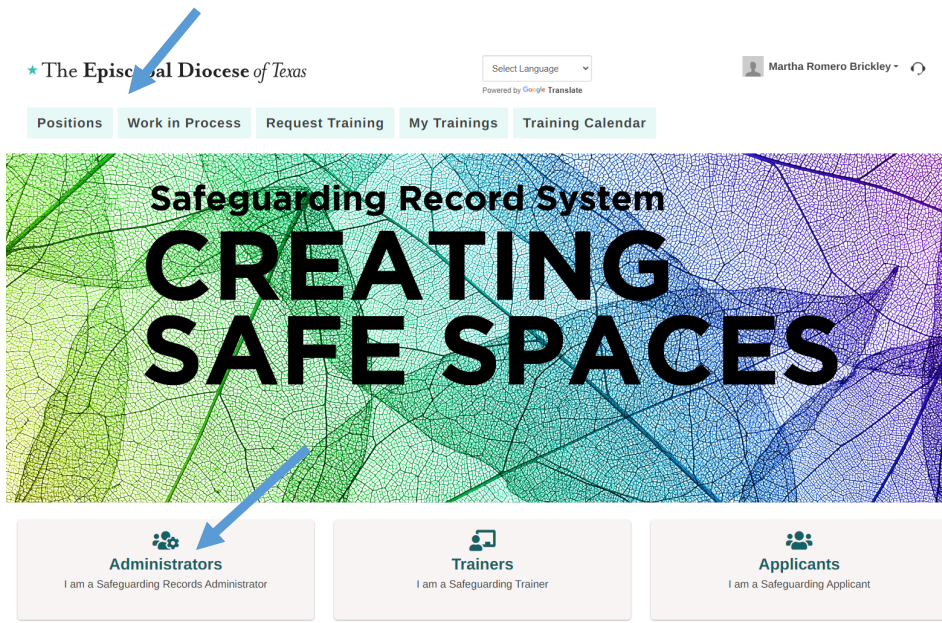 The Episcopal Diocese of Texas
Select Language
Powered by Google Translate
Martha Romero Brickley
Positions Work in Process Request Training My Trainings Training Calendar
Safeguarding Record System
CREATING
SAFE SPACES
Administrators
I am a Safeguarding Records Administrator
Trainers
I am a Safeguarding Trainer
Applicants
I am a Safeguarding Applicant